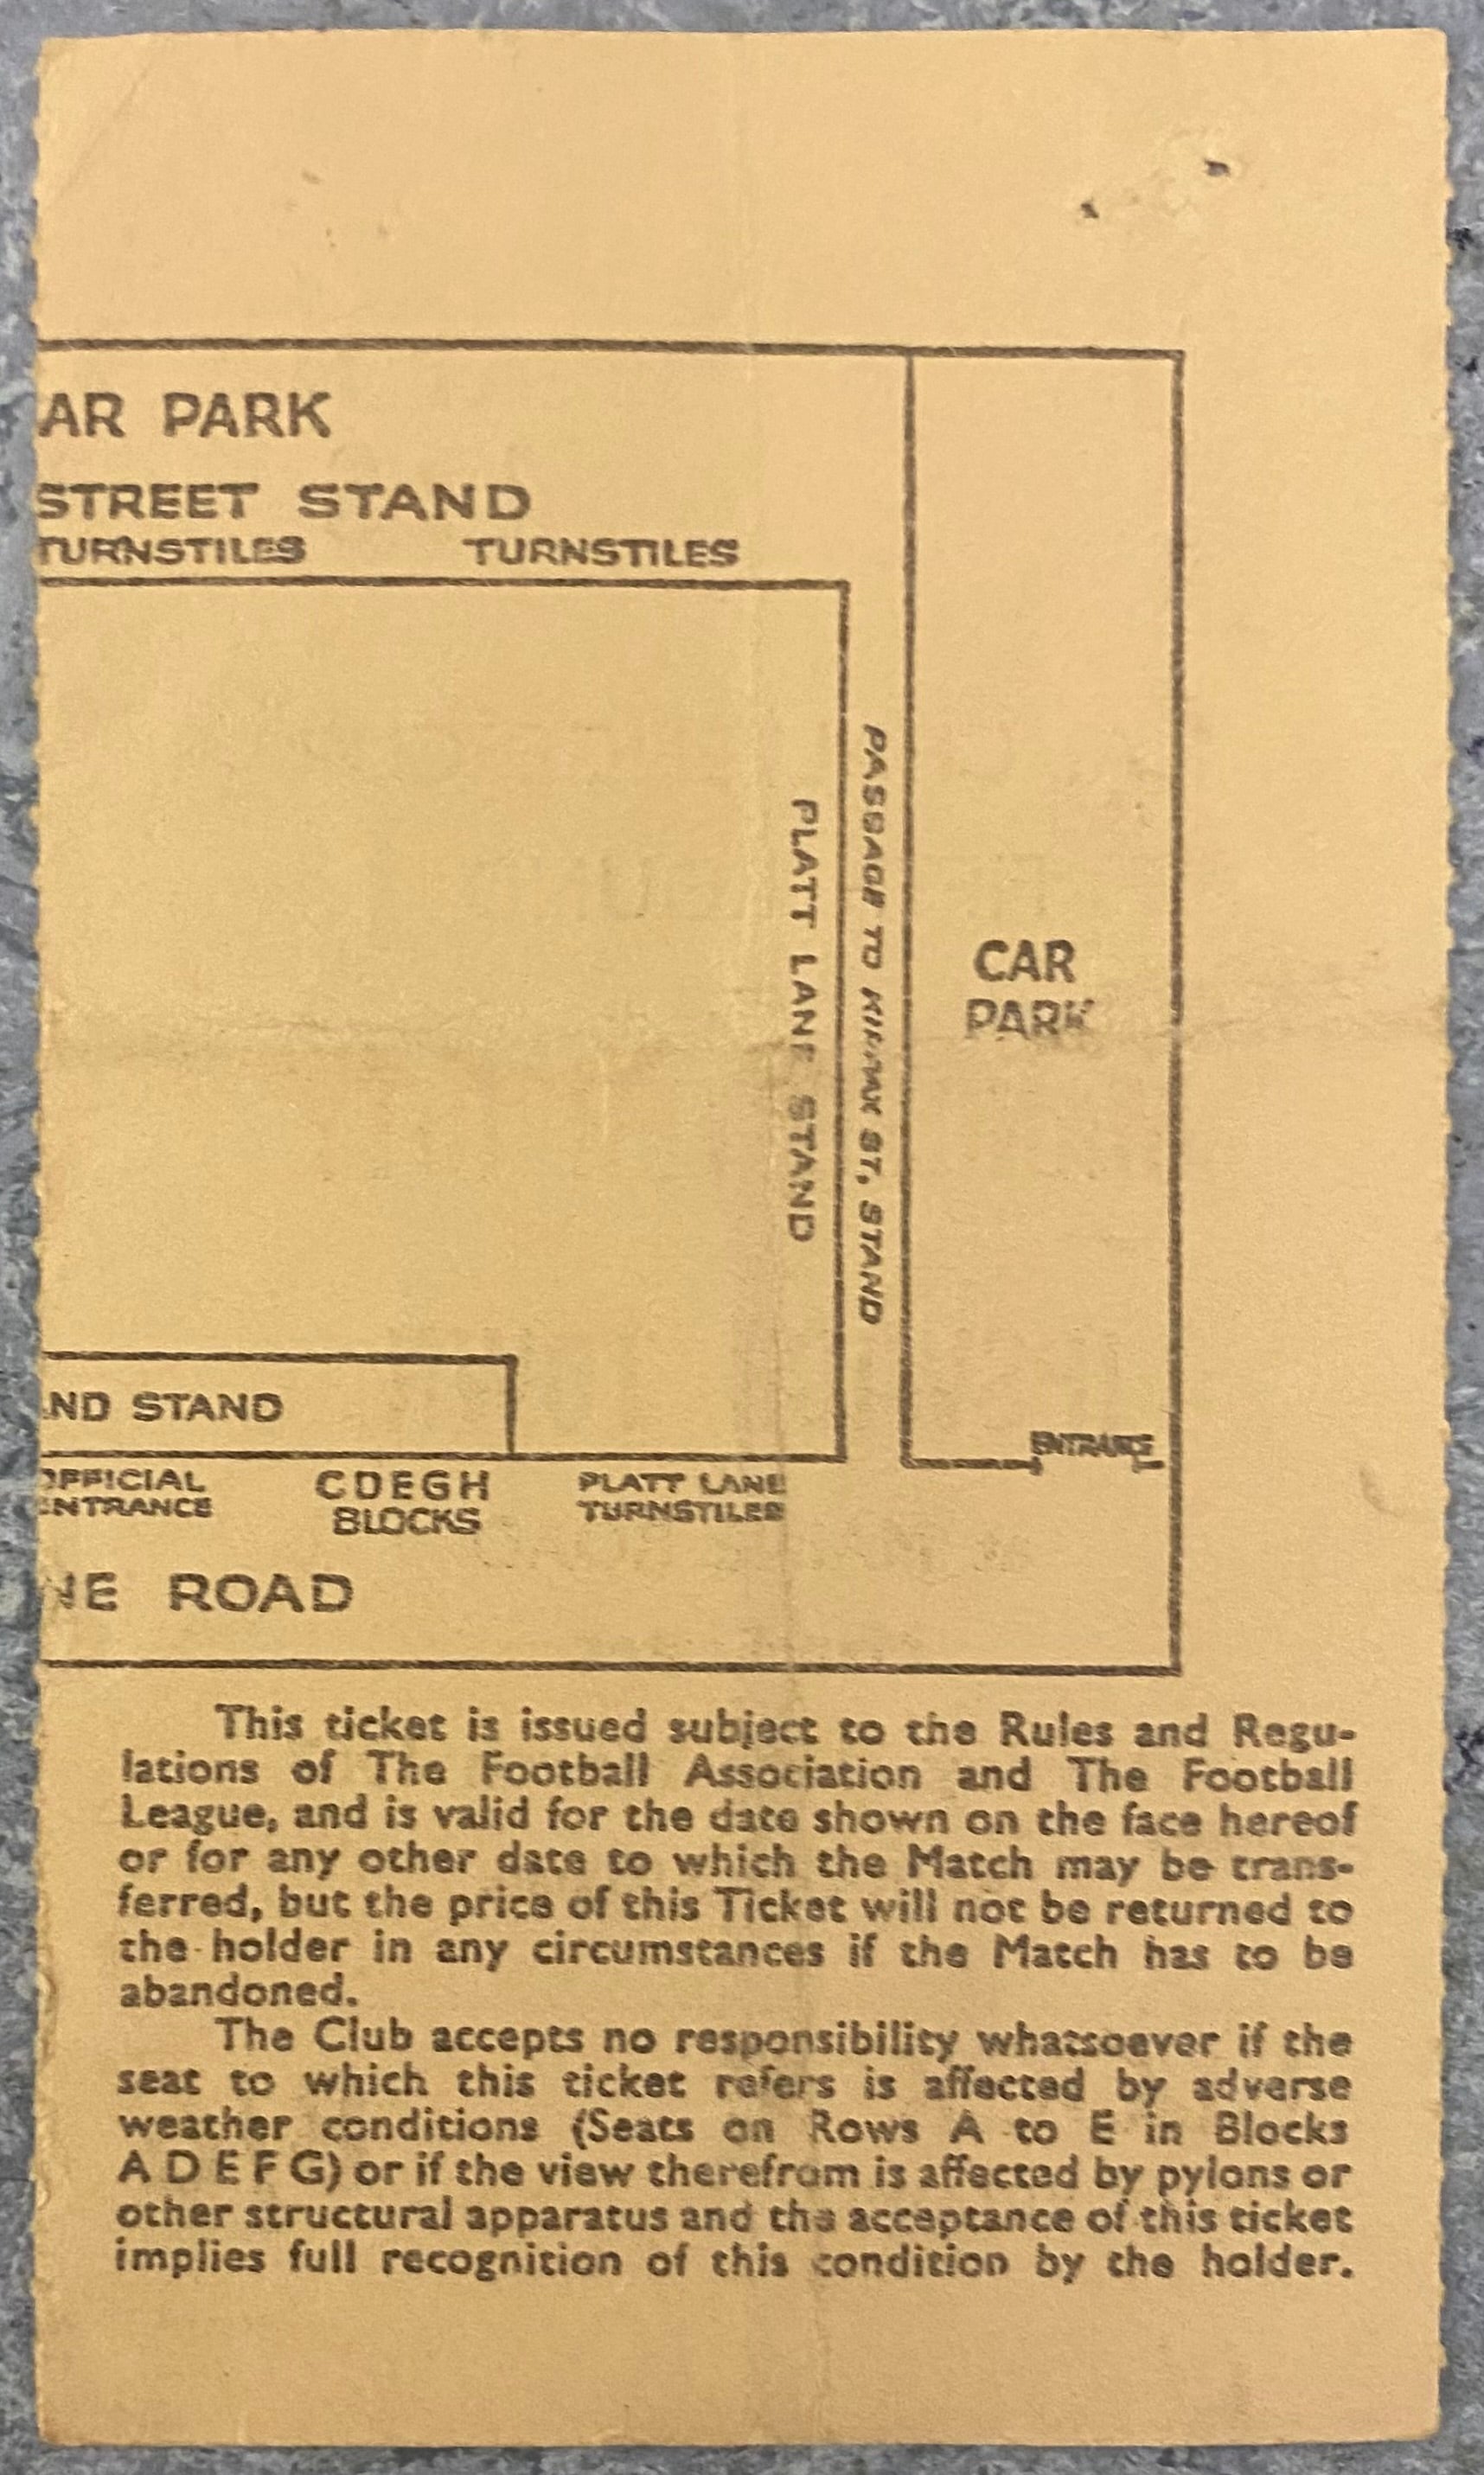 AR PARK
STREET STAND
TURNSTILES TURNSTILES
PLATT LANE STAND
PASSAGE TO KIPPAX ST, STAND
CAR
PARK
ND STAND
ENTRANCE
OFFICIAL
ENTRANCE
CDEGH
BLOCKS
PLATT LANE
TURNSTILES
NE ROAD
This ticket is issued subject to the Rules and Regu-
lations of The Football Association and The Football
League, and is valid for the date shown on the face hereof
or for any other date to which the Match may be trans-
ferred, but the price of this Ticket will not be returned to
the holder in any circumstances if the Match has to be
abandoned.
The Club accepts no responsibility whatsoever if the
seat to which this ticket refers is affected by adverse
weather conditions (Seats on Rows A to E in Blocks
A D E F G) or if the view therefrom is affected by pylons or
other structural apparatus and the acceptance of this ticket
implies full recognition of this condition by the holder.